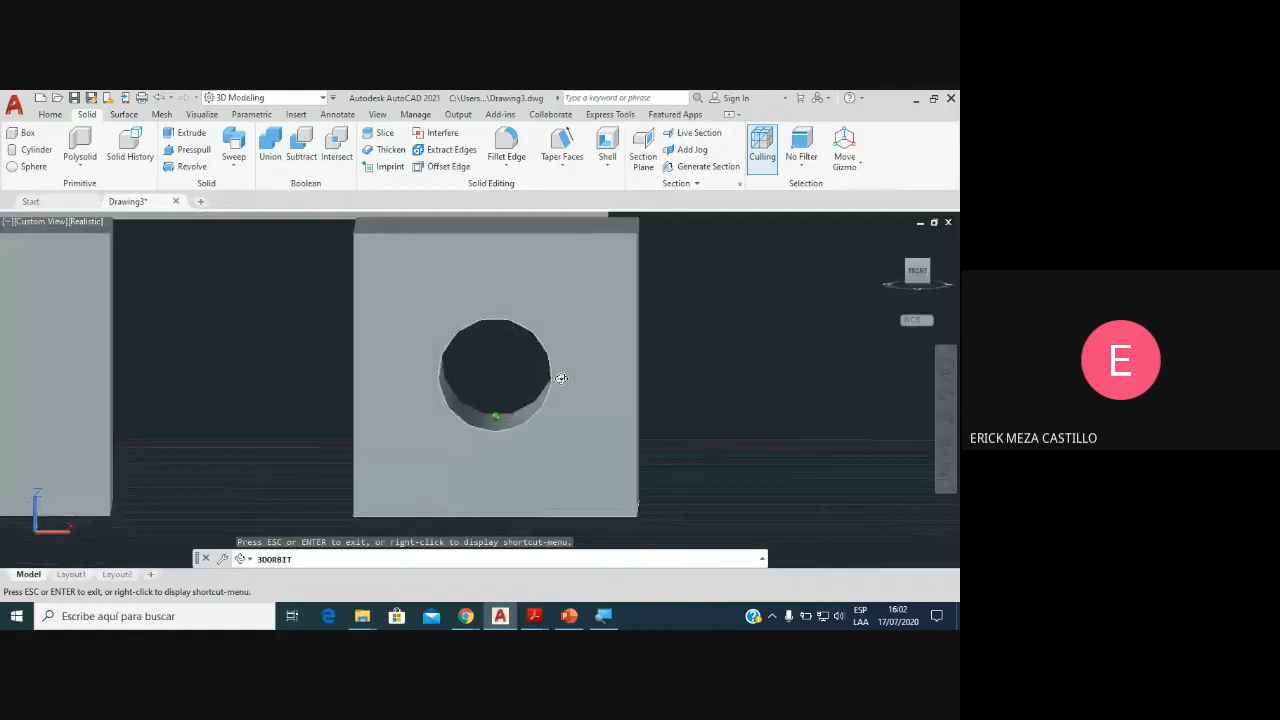 3D Modeling
Autodesk AutoCAD 2021 C:\Users...\Drawing3.dwg
Type a keyword or phrase
Sign In
Home Solid Surface Mesh Visualize Parametric Insert Annotate View Manage Output Add-ins Collaborate Express Tools Featured Apps
Box
Cylinder
Sphere
Polysolid
Solid History
Extrude
Presspull
Revolve
Sweep
Union
Subtract
Intersect
Slice
Thicken
Imprint
Interfere
Extract Edges
Offset Edge
Fillet Edge
Taper Faces
Shell
Section
Plane
Live Section
Add Jog
Generate Section
Culling
No Filter
Move
Gizmo
Primitive Solid Boolean Solid Editing Section Selection
Start Drawing3*
[−][Custom View][Realistic]
FRONT
WCS
Z
X
Press ESC or ENTER to exit, or right-click to display shortcut-menu.
3DORBIT
Model Layout1 Layout2
Press ESC or ENTER to exit, or right-click to display shortcut-menu.
Escribe aquí para buscar
ESP
LAA
16:02
17/07/2020
E
ERICK MEZA CASTILLO